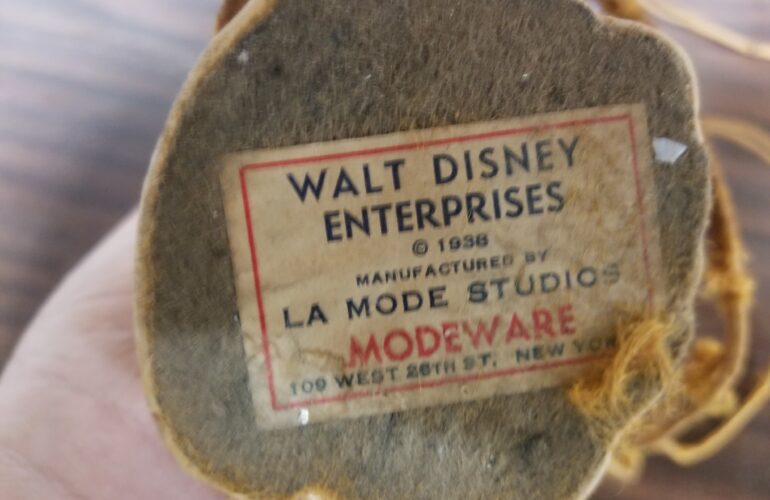 WALT DISNEY
ENTERPRISES
© 1938
MANUFACTURED BY
LA MODE STUDIOS
MODEWARE
109 WEST 26TH ST. NEW YORK